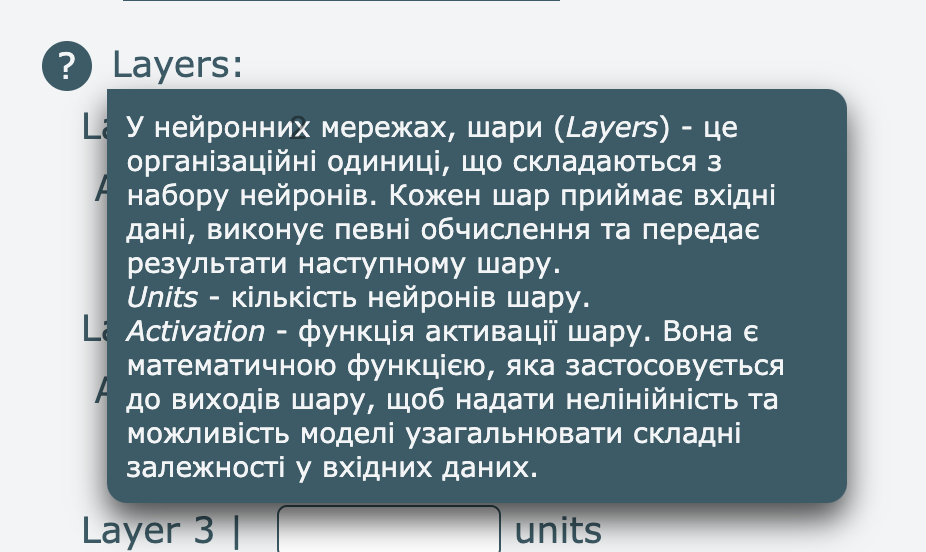 ? Layers:
У нейронних мережах, шари (Layers) - це
організаційні одиниці, що складаються з
набору нейронів. Кожен шар приймає вхідні
дані, виконує певні обчислення та передає
результати наступному шару.
Units - кількість нейронів шару.
Activation - функція активації шару. Вона є
математичною функцією, яка застосовується
до виходів шару, щоб надати нелінійність та
можливість моделі узагальнювати складні
залежності у вхідних даних.
Layer 3 | units